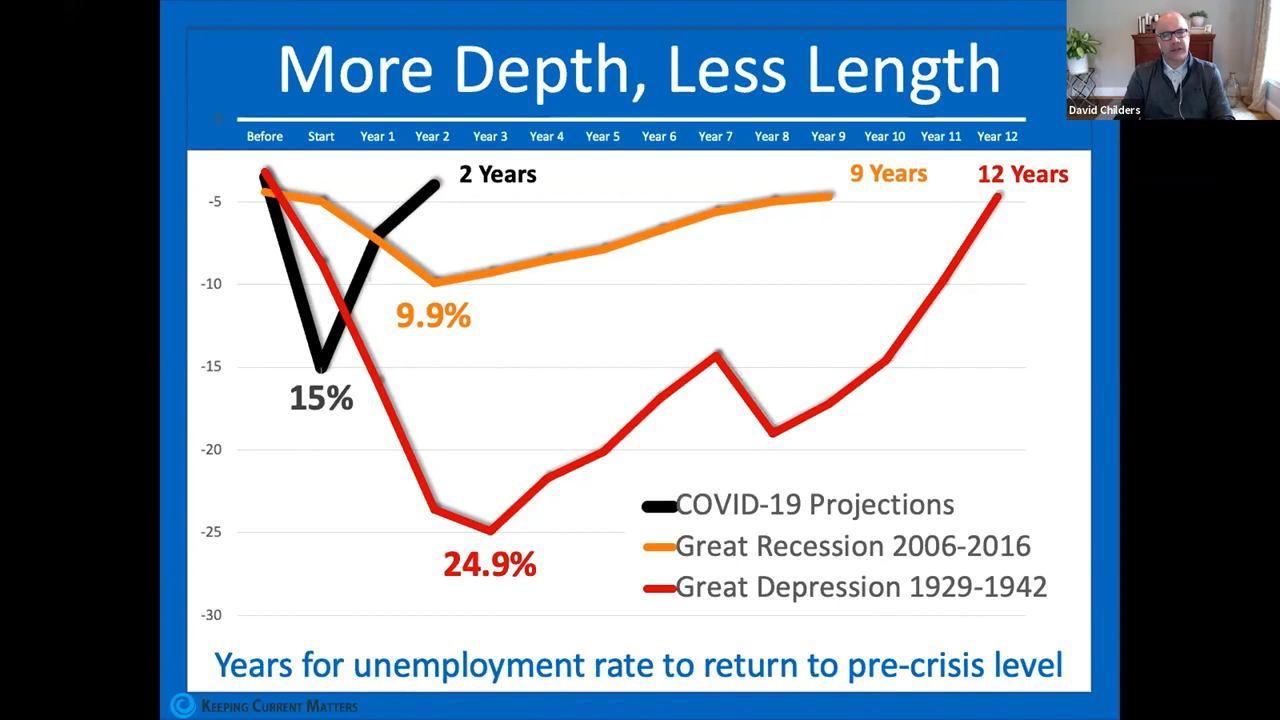 More Depth, Less Length
David Childers
Before Start Year 1 Year 2 Year 3 Year 4 Year 5 Year 6 Year 7 Year 8 Year 9 Year 10 Year 11 Year 12
2 Years
9 Years
12 Years
-5
-10
9.9%
-15
15%
-20
-25
24.9%
-30
COVID-19 Projections
Great Recession 2006-2016
Great Depression 1929-1942
Years for unemployment rate to return to pre-crisis level
KEEPING CURRENT MATTERS